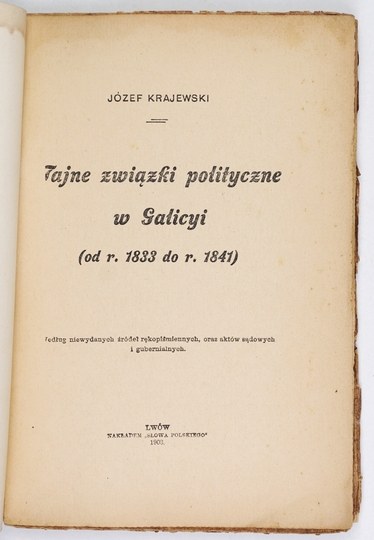 JÓZEF KRAJEWSKI
Tajne związki polityczne
w Galicyi
(od r. 1833 do r. 1841)
według niewydanych źródeł rękopiśmiennych, oraz aktów sądowych
i gubernialnych.
LWÓW
NAKŁADEM „SŁOWA POLSKIEGO"
1903.